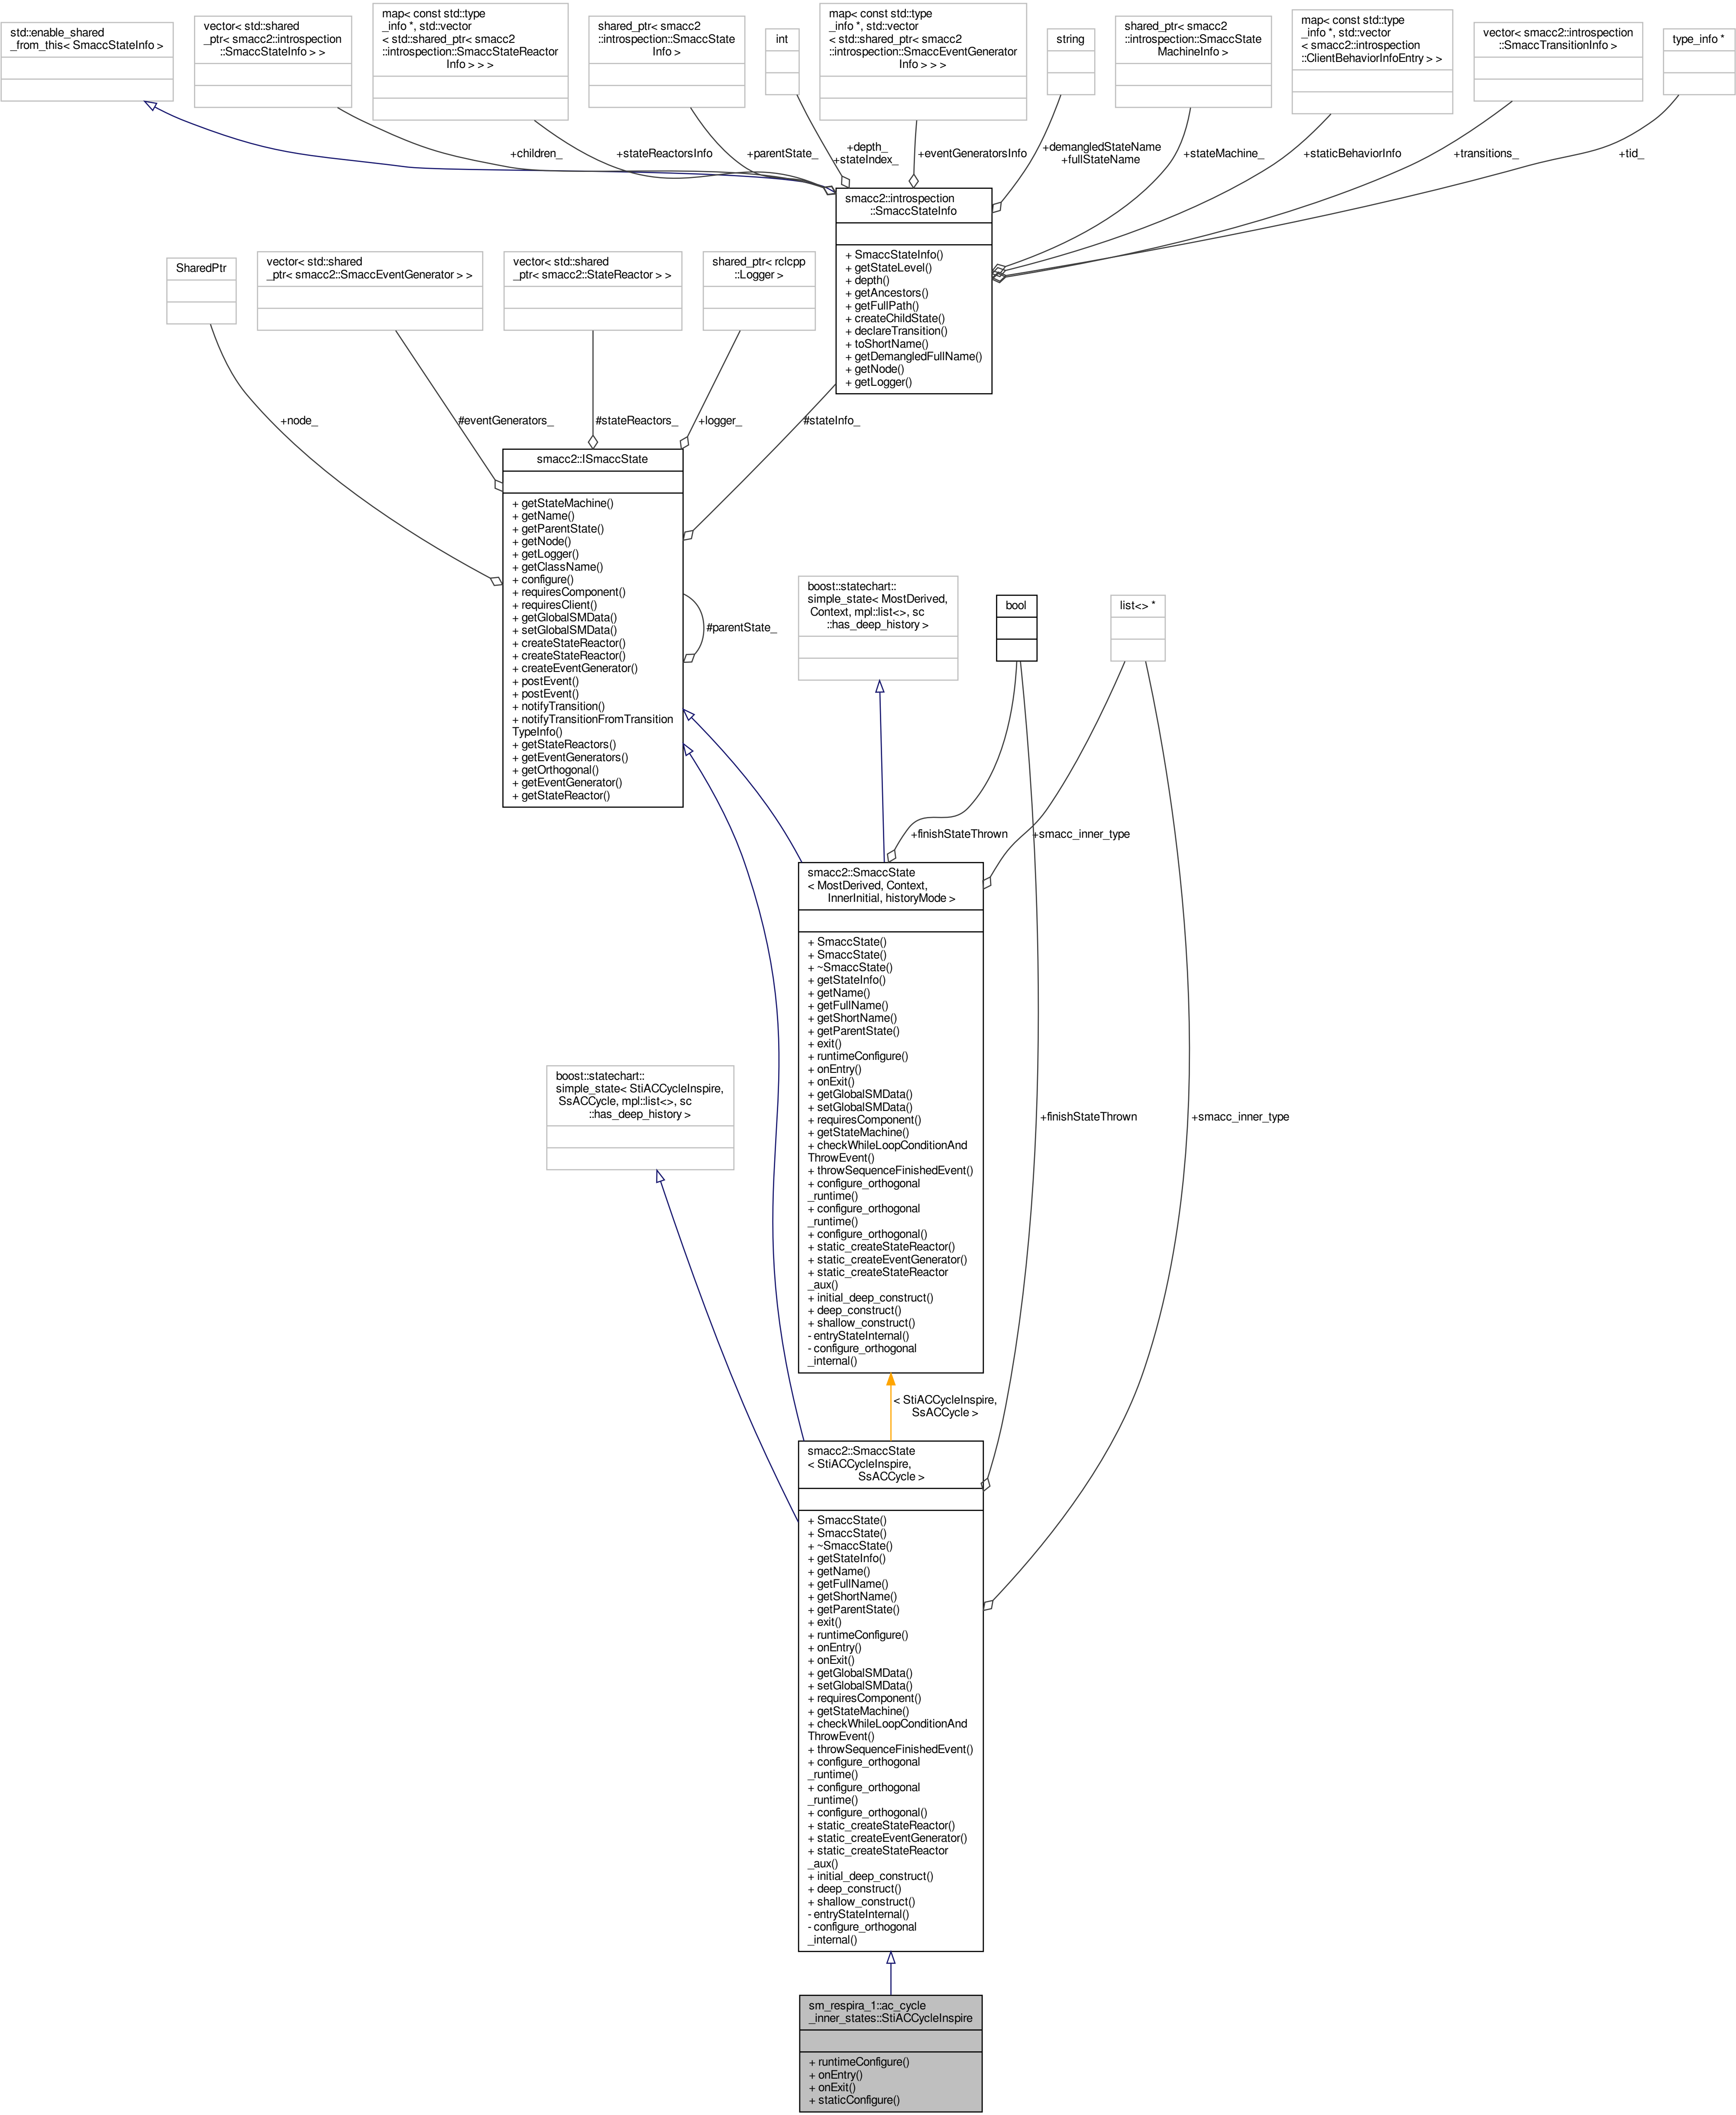 std::enable_shared
_from_this< SmaccStateInfo >
vector< std::shared
_ptr< smacc2::introspection
::SmaccStateInfo > >
map< const std::type
_info *, std::vector
< std::shared_ptr< smacc2
::introspection::SmaccStateReactor
Info > > >
shared_ptr< smacc2
::introspection::SmaccState
Info >
int
map< const std::type
_info *, std::vector
< std::shared_ptr< smacc2
::introspection::SmaccEventGenerator
Info > > >
string
shared_ptr< smacc2
::introspection::SmaccState
MachineInfo >
map< const std::type
_info *, std::vector
< smacc2::introspection
::ClientBehaviorInfoEntry > >
vector< smacc2::introspection
::SmaccTransitionInfo >
type_info *
+children_
+stateReactorsInfo
+parentState_
+depth_
+stateIndex_
+eventGeneratorsInfo
+demangledStateName
+fullStateName
+stateMachine_
+staticBehaviorInfo
+transitions_
+tid_
smacc2::introspection
::SmaccStateInfo
+ SmaccStateInfo()
+ getStateLevel()
+ depth()
+ getAncestors()
+ getFullPath()
+ createChildState()
+ declareTransition()
+ toShortName()
+ getDemangledFullName()
+ getNode()
+ getLogger()
SharedPtr
vector< std::shared
_ptr< smacc2::SmaccEventGenerator > >
vector< std::shared
_ptr< smacc2::StateReactor > >
shared_ptr< rclcpp
::Logger >
+node_
#eventGenerators_
#stateReactors_
+logger_
#stateInfo_
smacc2::ISmaccState
+ getStateMachine()
+ getName()
+ getParentState()
+ getNode()
+ getLogger()
+ getClassName()
+ configure()
+ requiresComponent()
+ requiresClient()
+ getGlobalSMData()
+ setGlobalSMData()
+ createStateReactor()
+ createStateReactor()
+ createEventGenerator()
+ postEvent()
+ postEvent()
+ notifyTransition()
+ notifyTransitionFromTransition
TypeInfo()
+ getStateReactors()
+ getEventGenerators()
+ getOrthogonal()
+ getEventGenerator()
+ getStateReactor()
#parentState_
boost::statechart::
simple_state< MostDerived,
Context, mpl::list<>, sc
::has_deep_history >
bool
list<> *
+finishStateThrown
+smacc_inner_type
smacc2::SmaccState
< MostDerived, Context,
InnerInitial, historyMode >
+ SmaccState()
+ SmaccState()
+ ~SmaccState()
+ getStateInfo()
+ getName()
+ getFullName()
+ getShortName()
+ getParentState()
+ exit()
+ runtimeConfigure()
+ onEntry()
+ onExit()
+ getGlobalSMData()
+ setGlobalSMData()
+ requiresComponent()
+ getStateMachine()
+ checkWhileLoopConditionAnd
ThrowEvent()
+ throwSequenceFinishedEvent()
+ configure_orthogonal
_runtime()
+ configure_orthogonal
_runtime()
+ configure_orthogonal()
+ static_createStateReactor()
+ static_createEventGenerator()
+ static_createStateReactor
_aux()
+ initial_deep_construct()
+ deep_construct()
+ shallow_construct()
- entryStateInternal()
- configure_orthogonal
_internal()
boost::statechart::
simple_state< StiACCycleInspire,
SsACCycle, mpl::list<>, sc
::has_deep_history >
+finishStateThrown
+smacc_inner_type
< StiACCycleInspire,
SsACCycle >
smacc2::SmaccState
< StiACCycleInspire,
SsACCycle >
+ SmaccState()
+ SmaccState()
+ ~SmaccState()
+ getStateInfo()
+ getName()
+ getFullName()
+ getShortName()
+ getParentState()
+ exit()
+ runtimeConfigure()
+ onEntry()
+ onExit()
+ getGlobalSMData()
+ setGlobalSMData()
+ requiresComponent()
+ getStateMachine()
+ checkWhileLoopConditionAnd
ThrowEvent()
+ throwSequenceFinishedEvent()
+ configure_orthogonal
_runtime()
+ configure_orthogonal
_runtime()
+ configure_orthogonal()
+ static_createStateReactor()
+ static_createEventGenerator()
+ static_createStateReactor
_aux()
+ initial_deep_construct()
+ deep_construct()
+ shallow_construct()
- entryStateInternal()
- configure_orthogonal
_internal()
sm_respira_1::ac_cycle
_inner_states::StiACCycleInspire
+ runtimeConfigure()
+ onEntry()
+ onExit()
+ staticConfigure()